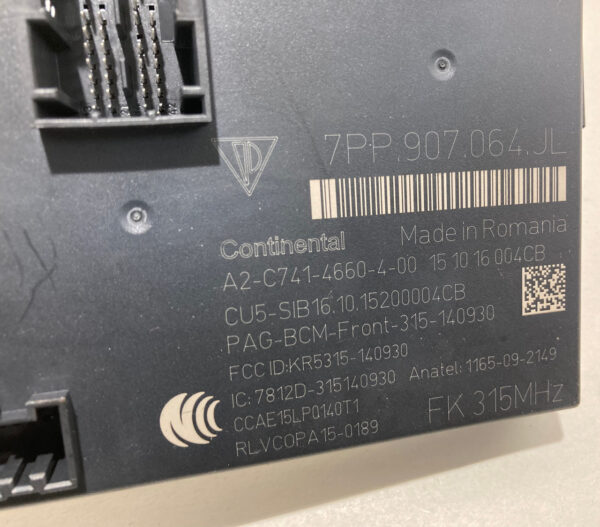 7PP.907.064.JL
Continental Made in Romania
A2-C741-4660-4-00 15 10 16 004CB
CU5-SIB16.10.15200004CB
PAG-BCM-Front-315-140930
FCC ID:KR5315-140930
IC: 7812D-315140930 Anatel: 1165-09-2149
CCAE15LP0140T1
RLVCOPA15-0189
FK 315MHz